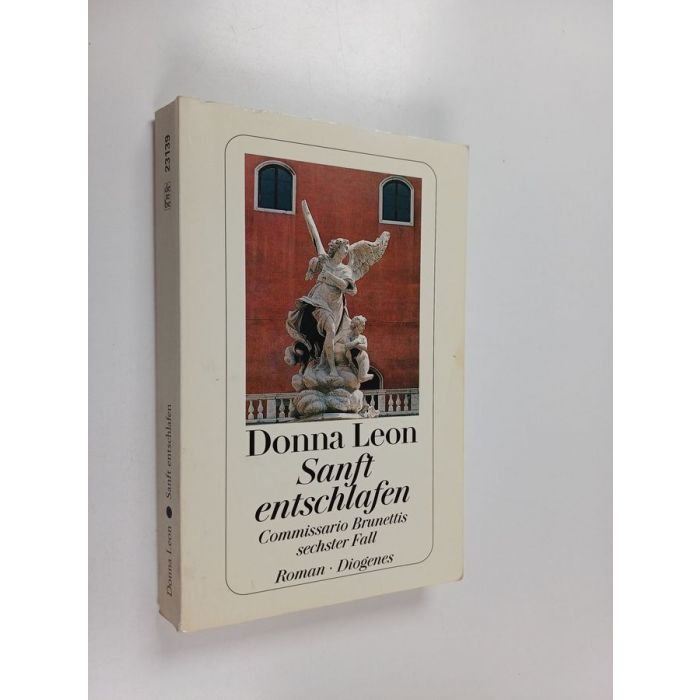 Donna Leon
Sanft
entschlafen
Commissario Brunettis
sechster Fall
Roman · Diogenes
Donna Leon ● Sanft entschlafen
23139